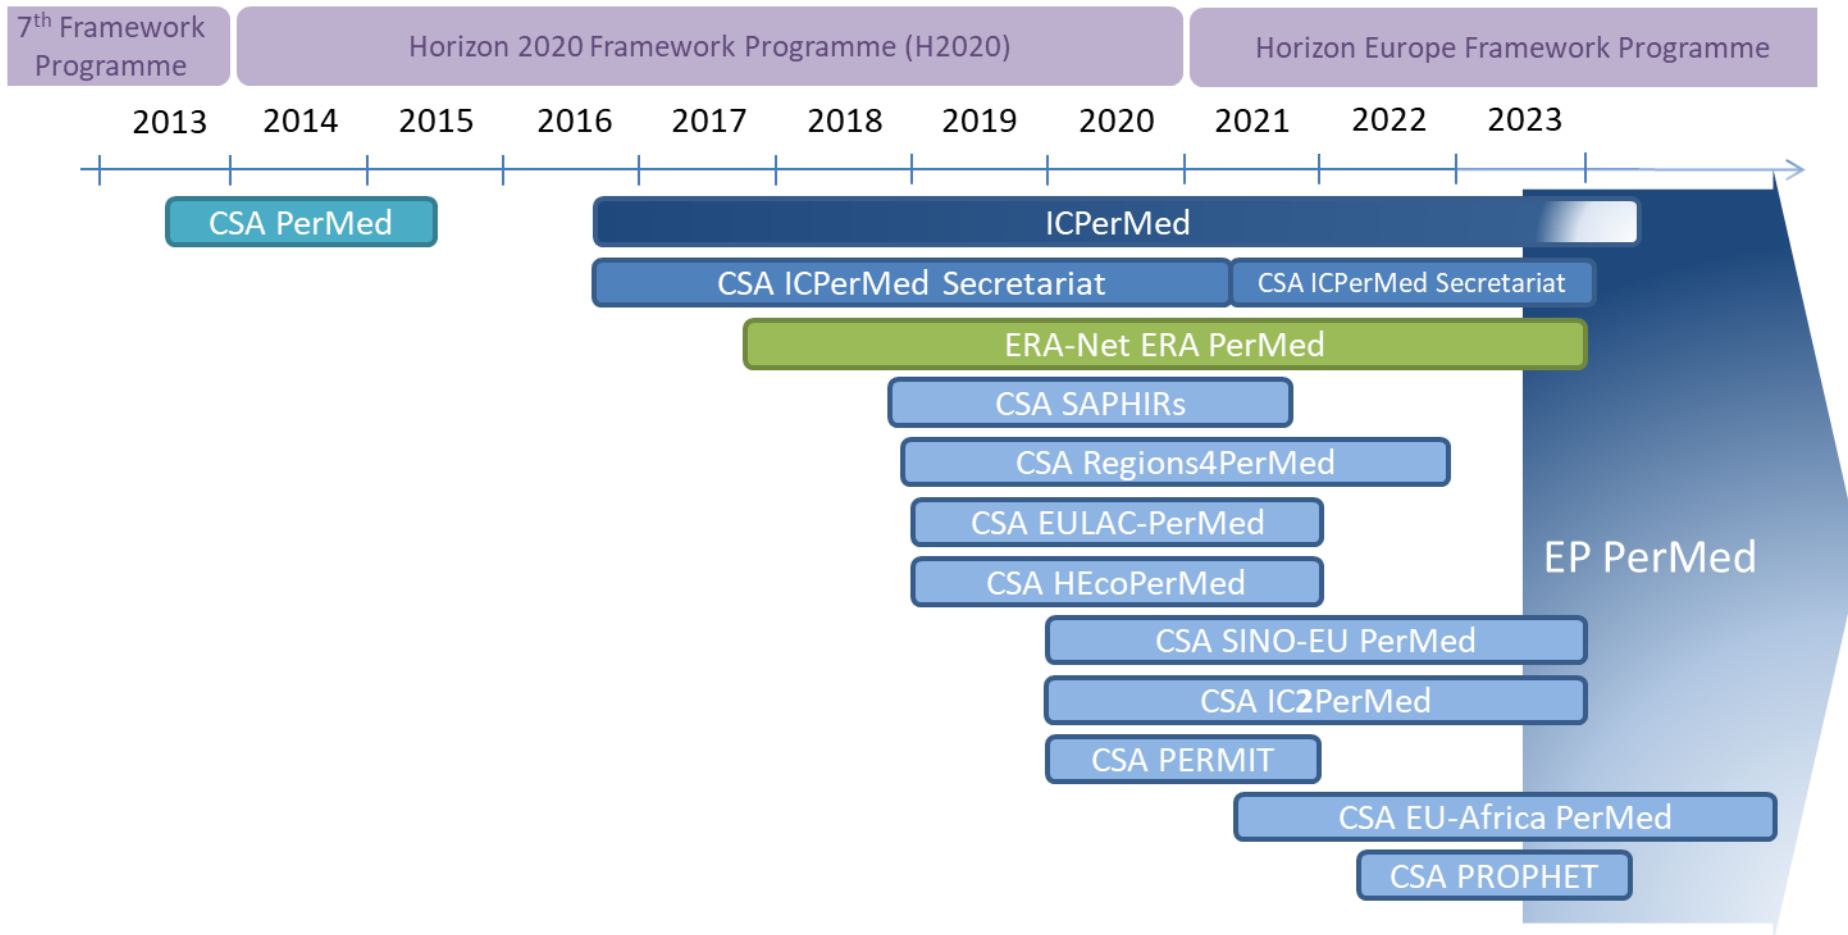 7th Framework
Programme
Horizon 2020 Framework Programme (H2020)
Horizon Europe Framework Programme
2013 2014 2015 2016 2017 2018 2019 2020 2021 2022 2023
CSA PerMed
ICPerMed
CSA ICPerMed Secretariat
CSA ICPerMed Secretariat
ERA-Net ERA PerMed
CSA SAPHIRs
CSA Regions4PerMed
CSA EULAC-PerMed
EP PerMed
CSA HEcoPerMed
CSA SINO-EU PerMed
CSA IC2PerMed
CSA PERMIT
CSA EU-Africa PerMed
CSA PROPHET